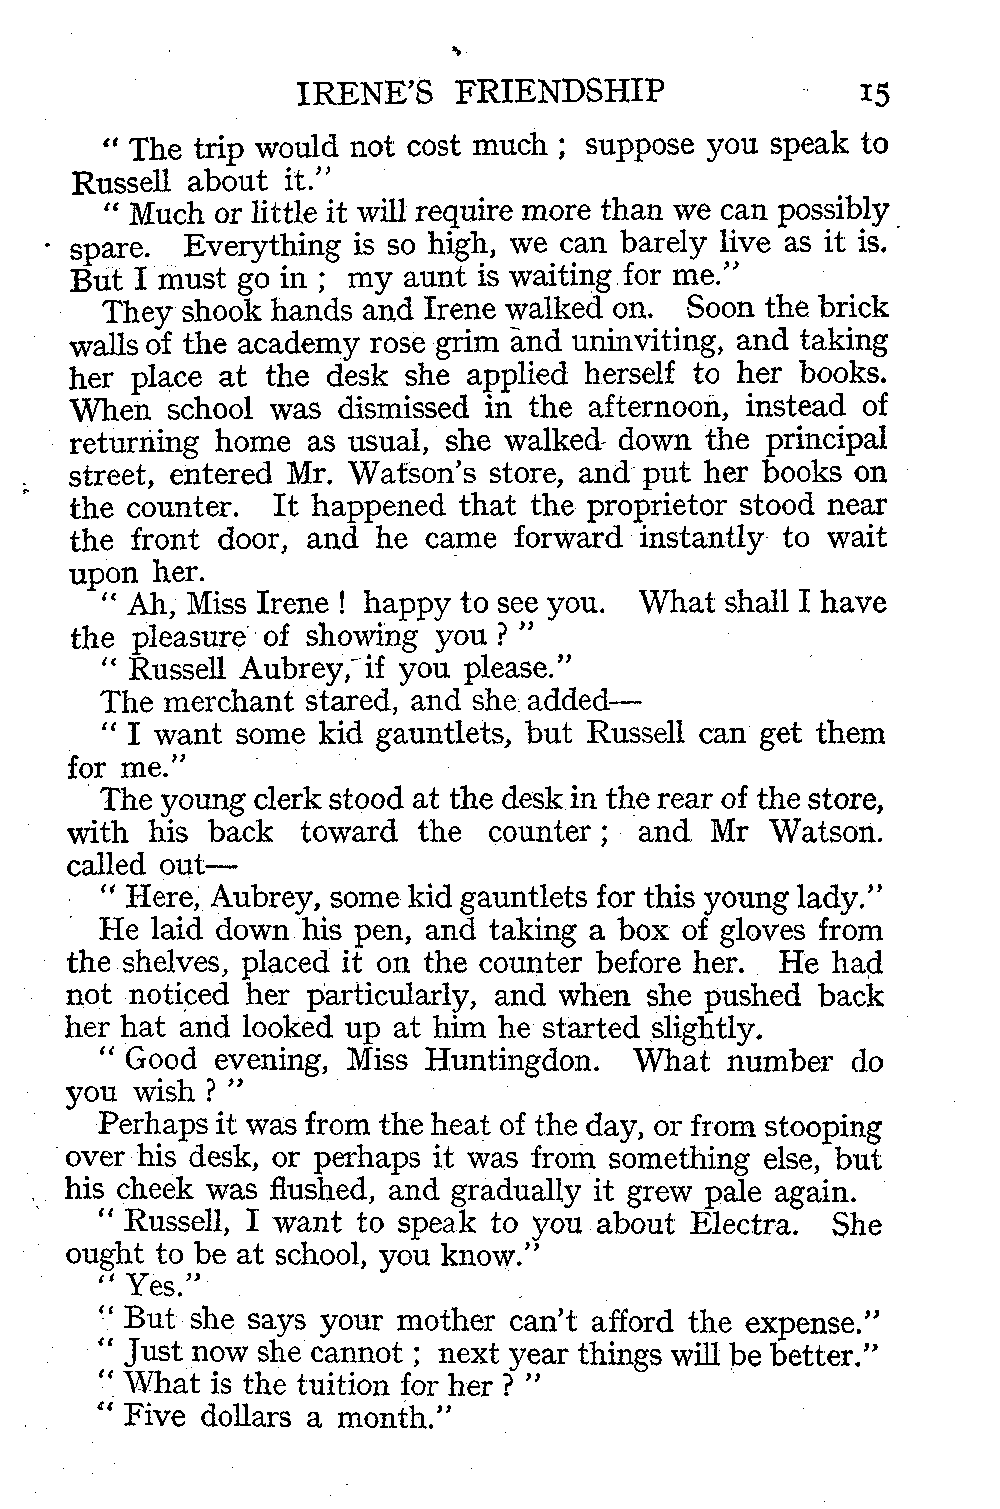 IRENE'S FRIENDSHIP 15
" The trip would not cost much ; suppose you speak to
Russell about it."
" Much or little it will require more than we can possibly
spare. Everything is so high, we can barely live as it is.
But I must go in ; my aunt is waiting for me."
They shook hands and Irene walked on. Soon the brick
walls of the academy rose grim and uninviting, and taking
her place at the desk she applied herself to her books.
When school was dismissed in the afternoon, instead of
returning home as usual, she walked down the principal
street, entered Mr. Watson's store, and put her books on
the counter. It happened that the proprietor stood near
the front door, and he came forward instantly to wait
upon her.
" Ah, Miss Irene ! happy to see you. What shall I have
the pleasure of showing you ? "
" Russell Aubrey, if you please."
The merchant stared, and she added—
" I want some kid gauntlets, but Russell can get them
for me."
The young clerk stood at the desk in the rear of the store,
with his back toward the counter ; and Mr Watson.
called out—
" Here, Aubrey, some kid gauntlets for this young lady."
He laid down his pen, and taking a box of gloves from
the shelves, placed it on the counter before her. He had
not noticed her particularly, and when she pushed back
her hat and looked up at him he started slightly.
" Good evening, Miss Huntingdon. What number do
you wish ? "
Perhaps it was from the heat of the day, or from stooping
over his desk, or perhaps it was from something else, but
his cheek was flushed, and gradually it grew pale again.
" Russell, I want to speak to you about Electra. She
ought to be at school, you know."
" Yes."
" But she says your mother can't afford the expense."
" Just now she cannot ; next year things will be better."
" What is the tuition for her ? "
" Five dollars a month."